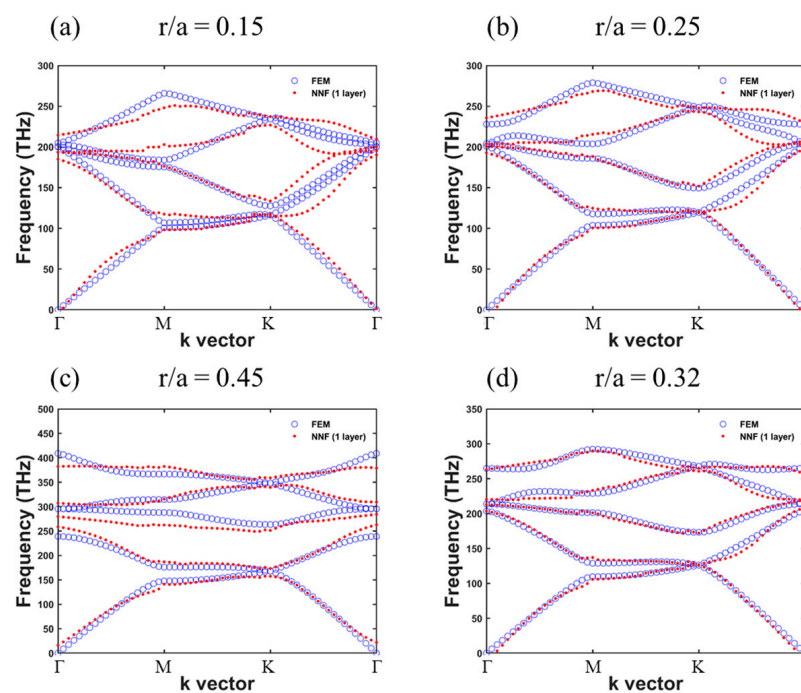 (a) r/a = 0.15
300
250
200
150
100
50
0
Frequency (THz)
FEM
NNF (1 layer)
Γ M K Γ
k vector
(b) r/a = 0.25
300
250
200
150
100
50
0
Frequency (THz)
FEM
NNF (1 layer)
Γ M K
k vector
(c) r/a = 0.45
500
450
400
350
300
250
200
150
100
50
0
Frequency (THz)
FEM
NNF (1 layer)
Γ M K Γ
k vector
(d) r/a = 0.32
350
300
250
200
150
100
50
0
Frequency (THz)
FEM
NNF (1 layer)
Γ M K
k vector